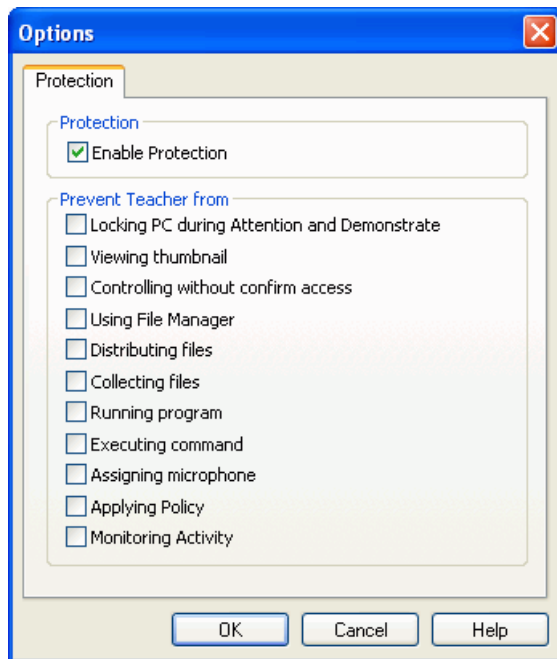 Options
Protection
Protection
Enable Protection
Prevent Teacher from
Locking PC during Attention and Demonstrate
Viewing thumbnail
Controlling without confirm access
Using File Manager
Distributing files
Collecting files
Running program
Executing command
Assigning microphone
Applying Policy
Monitoring Activity
OK Cancel Help